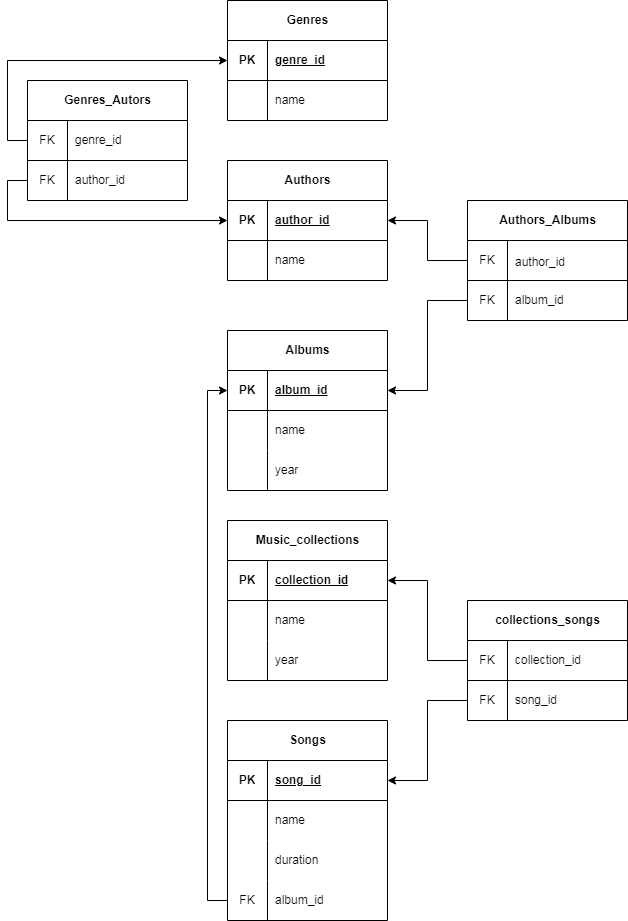 Genres
PK genre_id
name
Genres_Autors
FK genre_id
FK author_id
Authors
PK author_id
name
Authors_Albums
FK author_id
FK album_id
Albums
PK album_id
name
year
Music_collections
PK collection_id
name
year
collections_songs
FK collection_id
FK song_id
Songs
PK song_id
name
duration
FK album_id